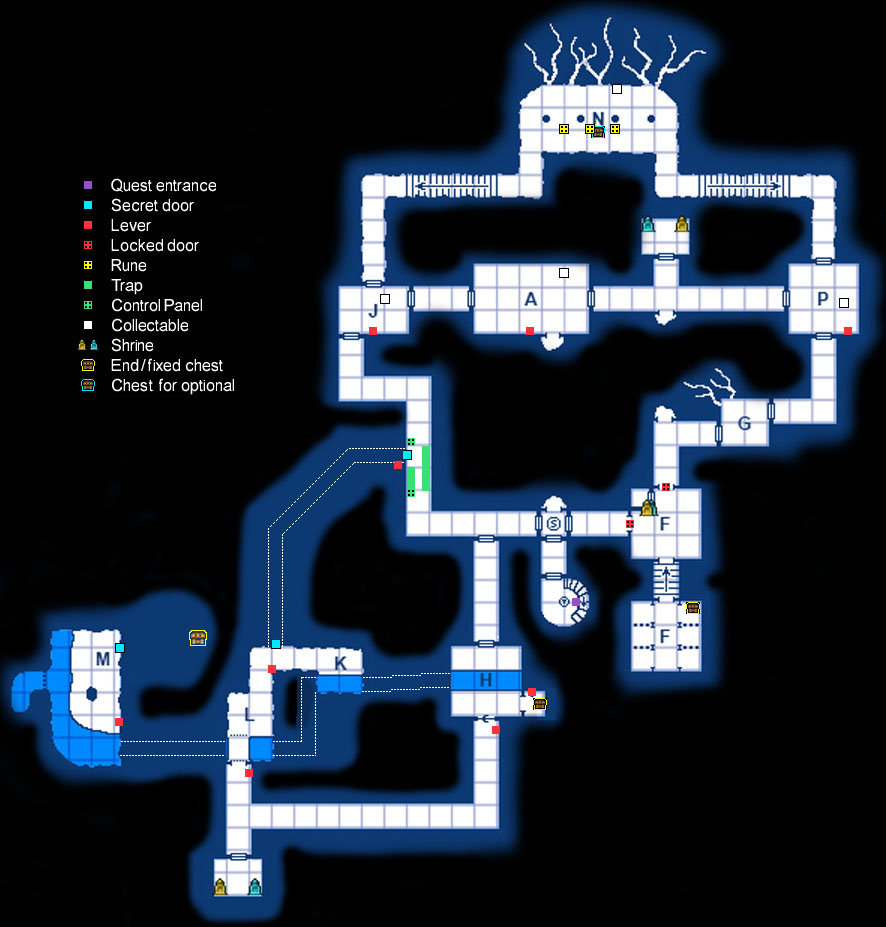 N
Quest entrance
Secret door
Lever
Locked door
Rune
Trap
Control Panel
Collectable
Shrine
End/fixed chest
Chest for optional
J
A
P
G
S
F
F
M
K
H
L